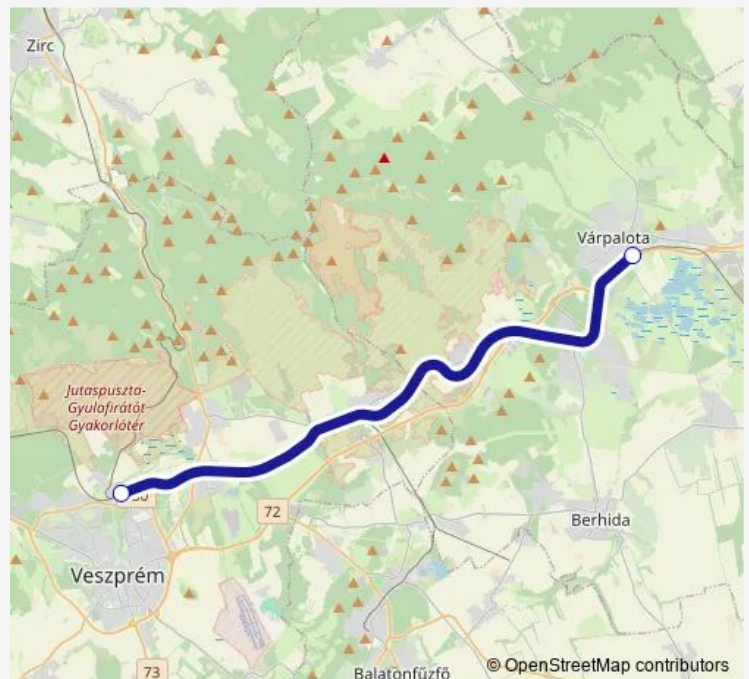 Zirc
Várpalota
Jutaspuszta-
Gyulafirátót-
Gyakorlótér
72
Berhida
Veszprém
73
Balatonfűzfő
© OpenStreetMap contributors